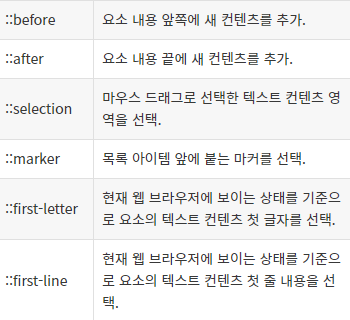 ::before
요소 내용 앞쪽에 새 컨텐츠를 추가.
::after
요소 내용 끝에 새 컨텐츠를 추가.
::selection
마우스 드래그로 선택한 텍스트 컨텐츠 영
역을 선택.
::marker
목록 아이템 앞에 붙는 마커를 선택.
::first-letter
현재 웹 브라우저에 보이는 상태를 기준으
로 요소의 텍스트 컨텐츠 첫 글자를 선택.
::first-line
현재 웹 브라우저에 보이는 상태를 기준으
로 요소의 텍스트 컨텐츠 첫 줄 내용을 선
택.